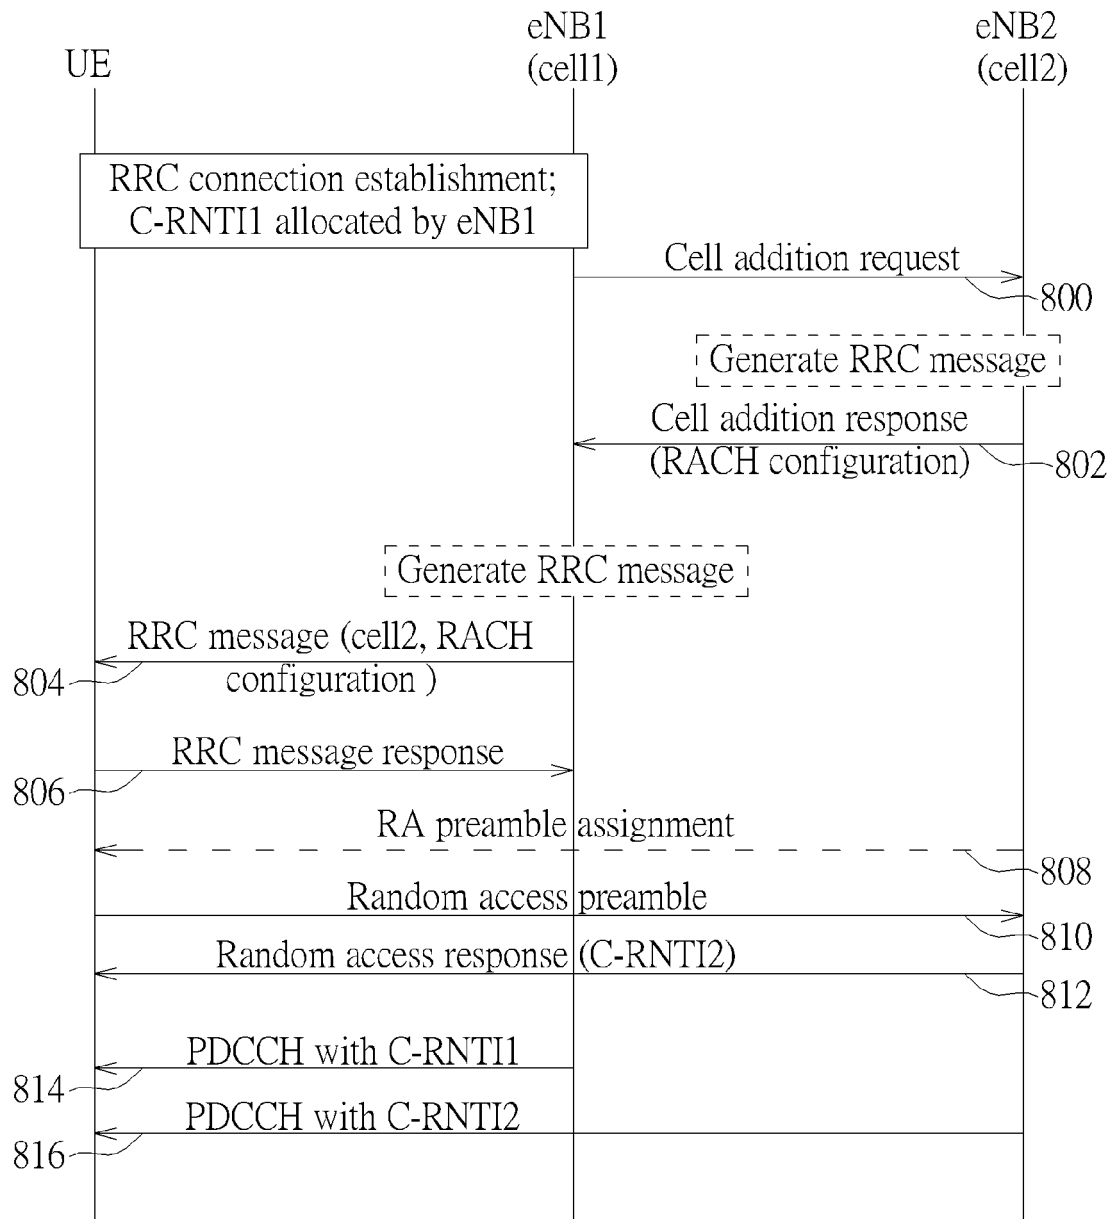 UE
eNB1
(cell1)
eNB2
(cell2)
RRC connection establishment;
C-RNTI1 allocated by eNB1
Cell addition request
800
Generate RRC message
Cell addition response
(RACH configuration)
802
Generate RRC message
RRC message (cell2, RACH
configuration )
804
RRC message response
806
RA preamble assignment
808
Random access preamble
810
Random access response (C-RNTI2)
812
PDCCH with C-RNTI1
814
PDCCH with C-RNTI2
816